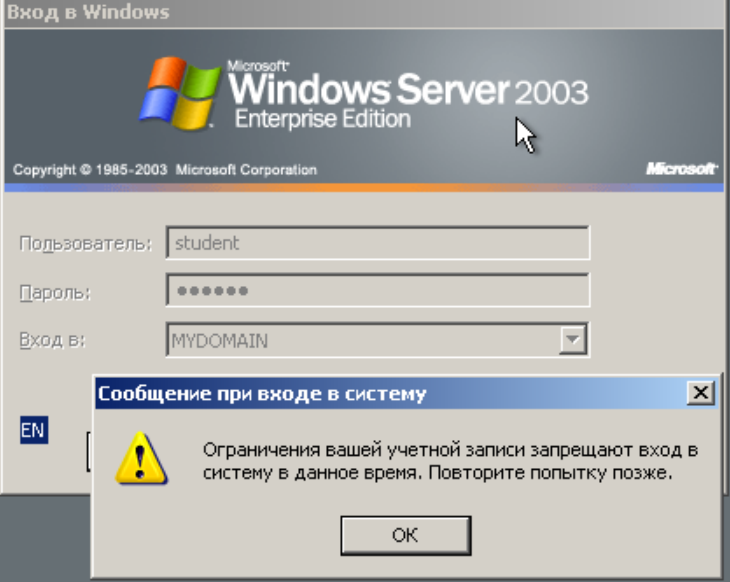 Вход в Windows
Microsoft
Windows Server 2003
Enterprise Edition
Copyright © 1985-2003 Microsoft Corporation
Microsoft
Пользователь: student
Пароль: ●●●●●●
Вход в: MYDOMAIN
Сообщение при входе в систему
EN
Ограничения вашей учетной записи запрещают вход в
систему в данное время. Повторите попытку позже.
OK